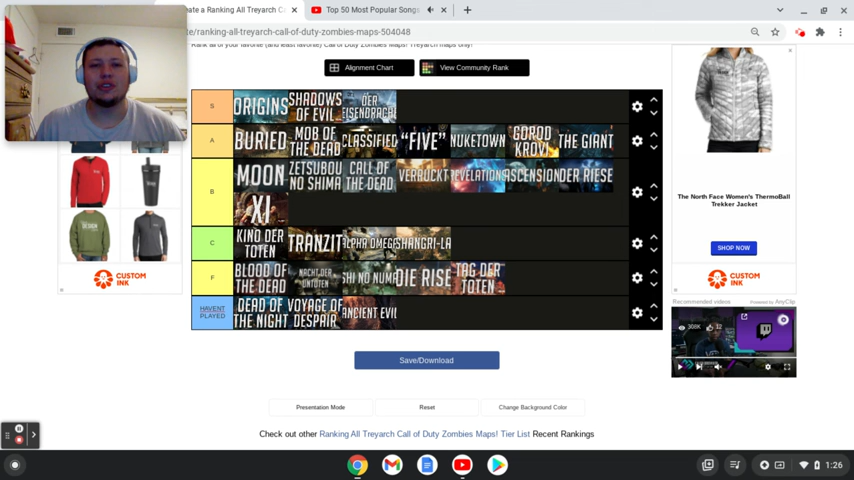 eate a Ranking All Treyarch C
Top 50 Most Popular Songs
te/ranking-all-treyarch-call-of-duty-zombies-maps-504048
Rank all of your favorite (and least favorite) Call of Duty Zombies Maps! Treyarch maps only!
Alignment Chart
View Community Rank
S
ORIGINS
SHADOWS OF EVIL
DER EISENDRACHE
A
BURIED
MOB OF THE DEAD
CLASSIFIED
"FIVE"
NUKETOWN
GOROD KROVI
THE GIANT
B
MOON
ZETSUBOU NO SHIMA
CALL OF THE DEAD
VERRUCKT
REVELATIONS
ASCENSION
DER RIESE
XI
C
KINO DER TOTEN
TRANZIT
ALPHA OMEGA
SHANGRI-LA
F
BLOOD OF THE DEAD
NACHT DER UNTOTEN
SHI NO NUMA
DIE RISE
TAG DER TOTEN
HAVENT PLAYED
DEAD OF THE NIGHT
VOYAGE OF DESPAIR
ANCIENT EVIL
Save/Download
Presentation Mode
Reset
Change Background Color
Check out other Ranking All Treyarch Call of Duty Zombies Maps! Tier List Recent Rankings
CUSTOM INK
The North Face Women's ThermoBall
Trekker Jacket
SHOP NOW
CUSTOM INK
Recommended videos
Powered by AnyClip
308K
12
1:26